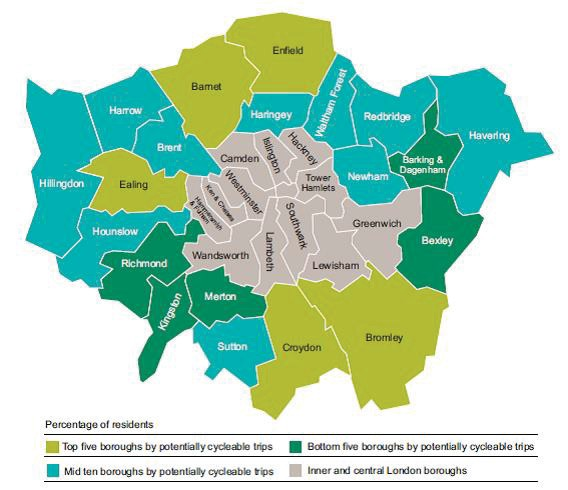 Enfield
Barnet
Harrow
Haringey
Waltham Forest
Redbridge
Havering
Brent
Camden
Islington
Hackney
Barking &
Dagenham
Hillingdon
Ealing
Ken & Chelsea
Westminster
Tower
Hamlets
Newham
Hammersmith
& Fulham
Hounslow
Richmond
Wandsworth
Lambeth
Southwark
Greenwich
Lewisham
Bexley
Kingston
Merton
Sutton
Croydon
Bromley
Percentage of residents
Top five boroughs by potentially cycleable trips
Bottom five boroughs by potentially cycleable trips
Mid ten boroughs by potentially cycleable trips
Inner and central London boroughs